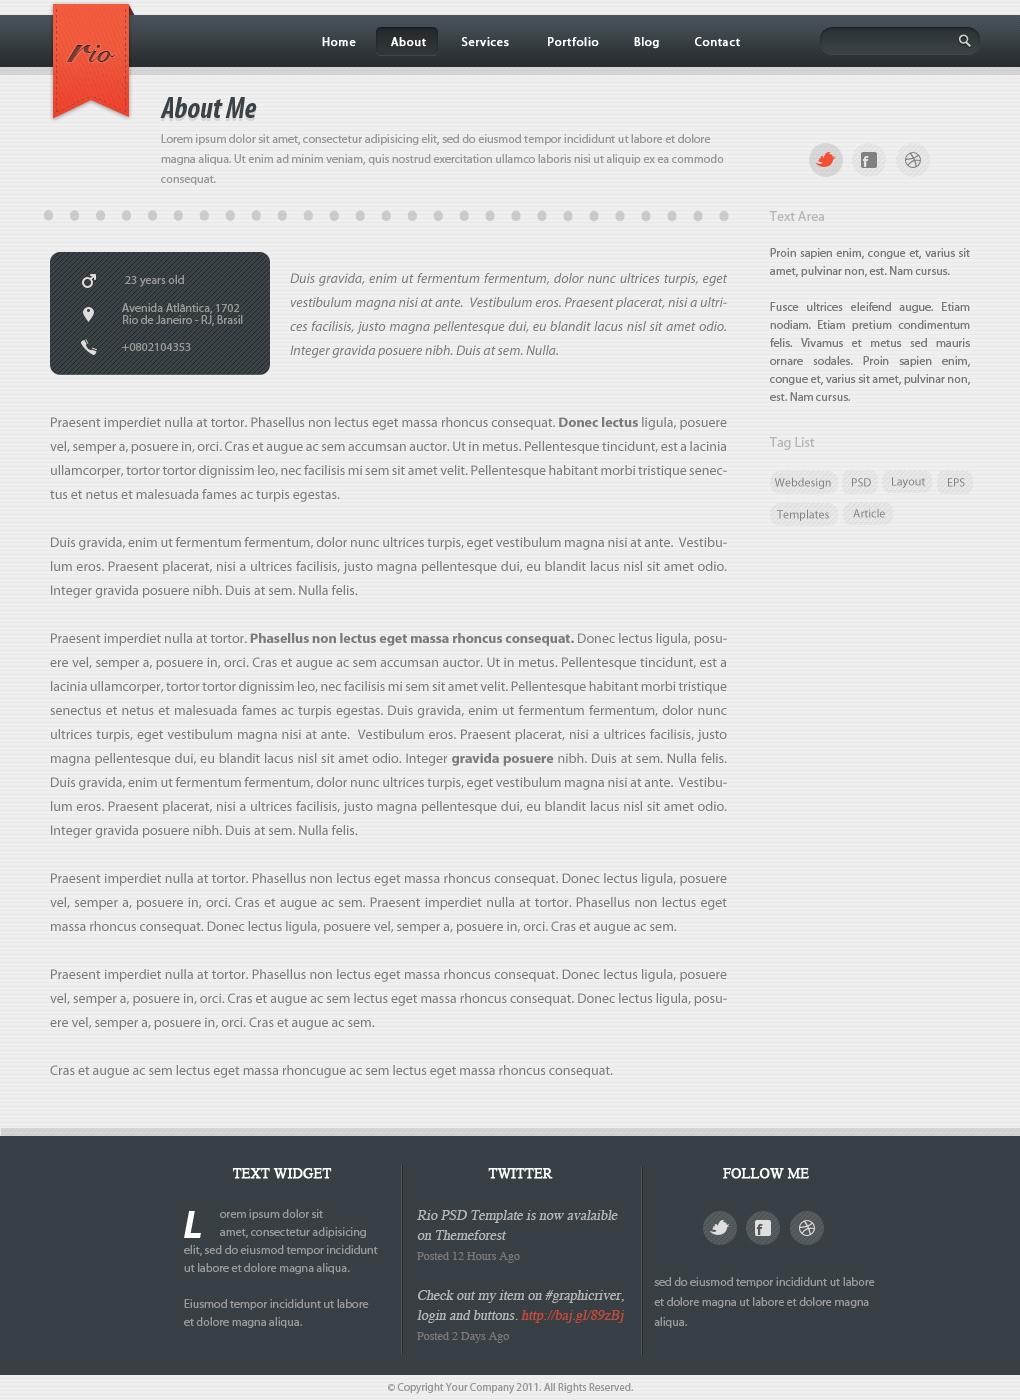 rio
Home About Services Portfolio Blog Contact
About Me
Lorem ipsum dolor sit amet, consectetur adipisicing elit, sed do eiusmod tempor incididunt ut labore et dolore
magna aliqua. Ut enim ad minim veniam, quis nostrud exercitation ullamco laboris nisi ut aliquip ex ea commodo
consequat.
23 years old
Avenida Atlântica, 1702
Rio de Janeiro - RJ, Brasil
+0802104353
Duis gravida, enim ut fermentum fermentum, dolor nunc ultrices turpis, eget
vestibulum magna nisi at ante.  Vestibulum eros. Praesent placerat, nisi a ultri-
ces facilisis, justo magna pellentesque dui, eu blandit lacus nisl sit amet odio.
Integer gravida posuere nibh. Duis at sem. Nulla.
Praesent imperdiet nulla at tortor. Phasellus non lectus eget massa rhoncus consequat. Donec lectus ligula, posuere
vel, semper a, posuere in, orci. Cras et augue ac sem accumsan auctor. Ut in metus. Pellentesque tincidunt, est a lacinia
ullamcorper, tortor tortor dignissim leo, nec facilisis mi sem sit amet velit. Pellentesque habitant morbi tristique senec-
tus et netus et malesuada fames ac turpis egestas.
Duis gravida, enim ut fermentum fermentum, dolor nunc ultrices turpis, eget vestibulum magna nisi at ante.  Vestibu-
lum eros. Praesent placerat, nisi a ultrices facilisis, justo magna pellentesque dui, eu blandit lacus nisl sit amet odio.
Integer gravida posuere nibh. Duis at sem. Nulla felis.
Praesent imperdiet nulla at tortor. Phasellus non lectus eget massa rhoncus consequat. Donec lectus ligula, posu-
ere vel, semper a, posuere in, orci. Cras et augue ac sem accumsan auctor. Ut in metus. Pellentesque tincidunt, est a
lacinia ullamcorper, tortor tortor dignissim leo, nec facilisis mi sem sit amet velit. Pellentesque habitant morbi tristique
senectus et netus et malesuada fames ac turpis egestas. Duis gravida, enim ut fermentum fermentum, dolor nunc
ultrices turpis, eget vestibulum magna nisi at ante.  Vestibulum eros. Praesent placerat, nisi a ultrices facilisis, justo
magna pellentesque dui, eu blandit lacus nisl sit amet odio. Integer gravida posuere nibh. Duis at sem. Nulla felis.
Duis gravida, enim ut fermentum fermentum, dolor nunc ultrices turpis, eget vestibulum magna nisi at ante.  Vestibu-
lum eros. Praesent placerat, nisi a ultrices facilisis, justo magna pellentesque dui, eu blandit lacus nisl sit amet odio.
Integer gravida posuere nibh. Duis at sem. Nulla felis.
Praesent imperdiet nulla at tortor. Phasellus non lectus eget massa rhoncus consequat. Donec lectus ligula, posuere
vel, semper a, posuere in, orci. Cras et augue ac sem. Praesent imperdiet nulla at tortor. Phasellus non lectus eget
massa rhoncus consequat. Donec lectus ligula, posuere vel, semper a, posuere in, orci. Cras et augue ac sem.
Praesent imperdiet nulla at tortor. Phasellus non lectus eget massa rhoncus consequat. Donec lectus ligula, posuere
vel, semper a, posuere in, orci. Cras et augue ac sem lectus eget massa rhoncus consequat. Donec lectus ligula, posu-
ere vel, semper a, posuere in, orci. Cras et augue ac sem.
Cras et augue ac sem lectus eget massa rhoncugue ac sem lectus eget massa rhoncus consequat.
Text Area
Proin sapien enim, congue et, varius sit
amet, pulvinar non, est. Nam cursus.
Fusce ultrices eleifend augue. Etiam
nodiam. Etiam pretium condimentum
felis. Vivamus et metus sed mauris
ornare sodales. Proin sapien enim,
congue et, varius sit amet, pulvinar non,
est. Nam cursus.
Tag List
Webdesign PSD Layout EPS
Templates Article
TEXT WIDGET
Lorem ipsum dolor sit
amet, consectetur adipisicing
elit, sed do eiusmod tempor incididunt
ut labore et dolore magna aliqua.
Eiusmod tempor incididunt ut labore
et dolore magna aliqua.
TWITTER
Rio PSD Template is now avalaible
on Themeforest
Posted 12 Hours Ago
Check out my item on #graphicriver,
login and buttons. http://baj.gl/89zBj
Posted 2 Days Ago
FOLLOW ME
sed do eiusmod tempor incididunt ut labore
et dolore magna ut labore et dolore magna
aliqua.
© Copyright Your Company 2011. All Rights Reserved.